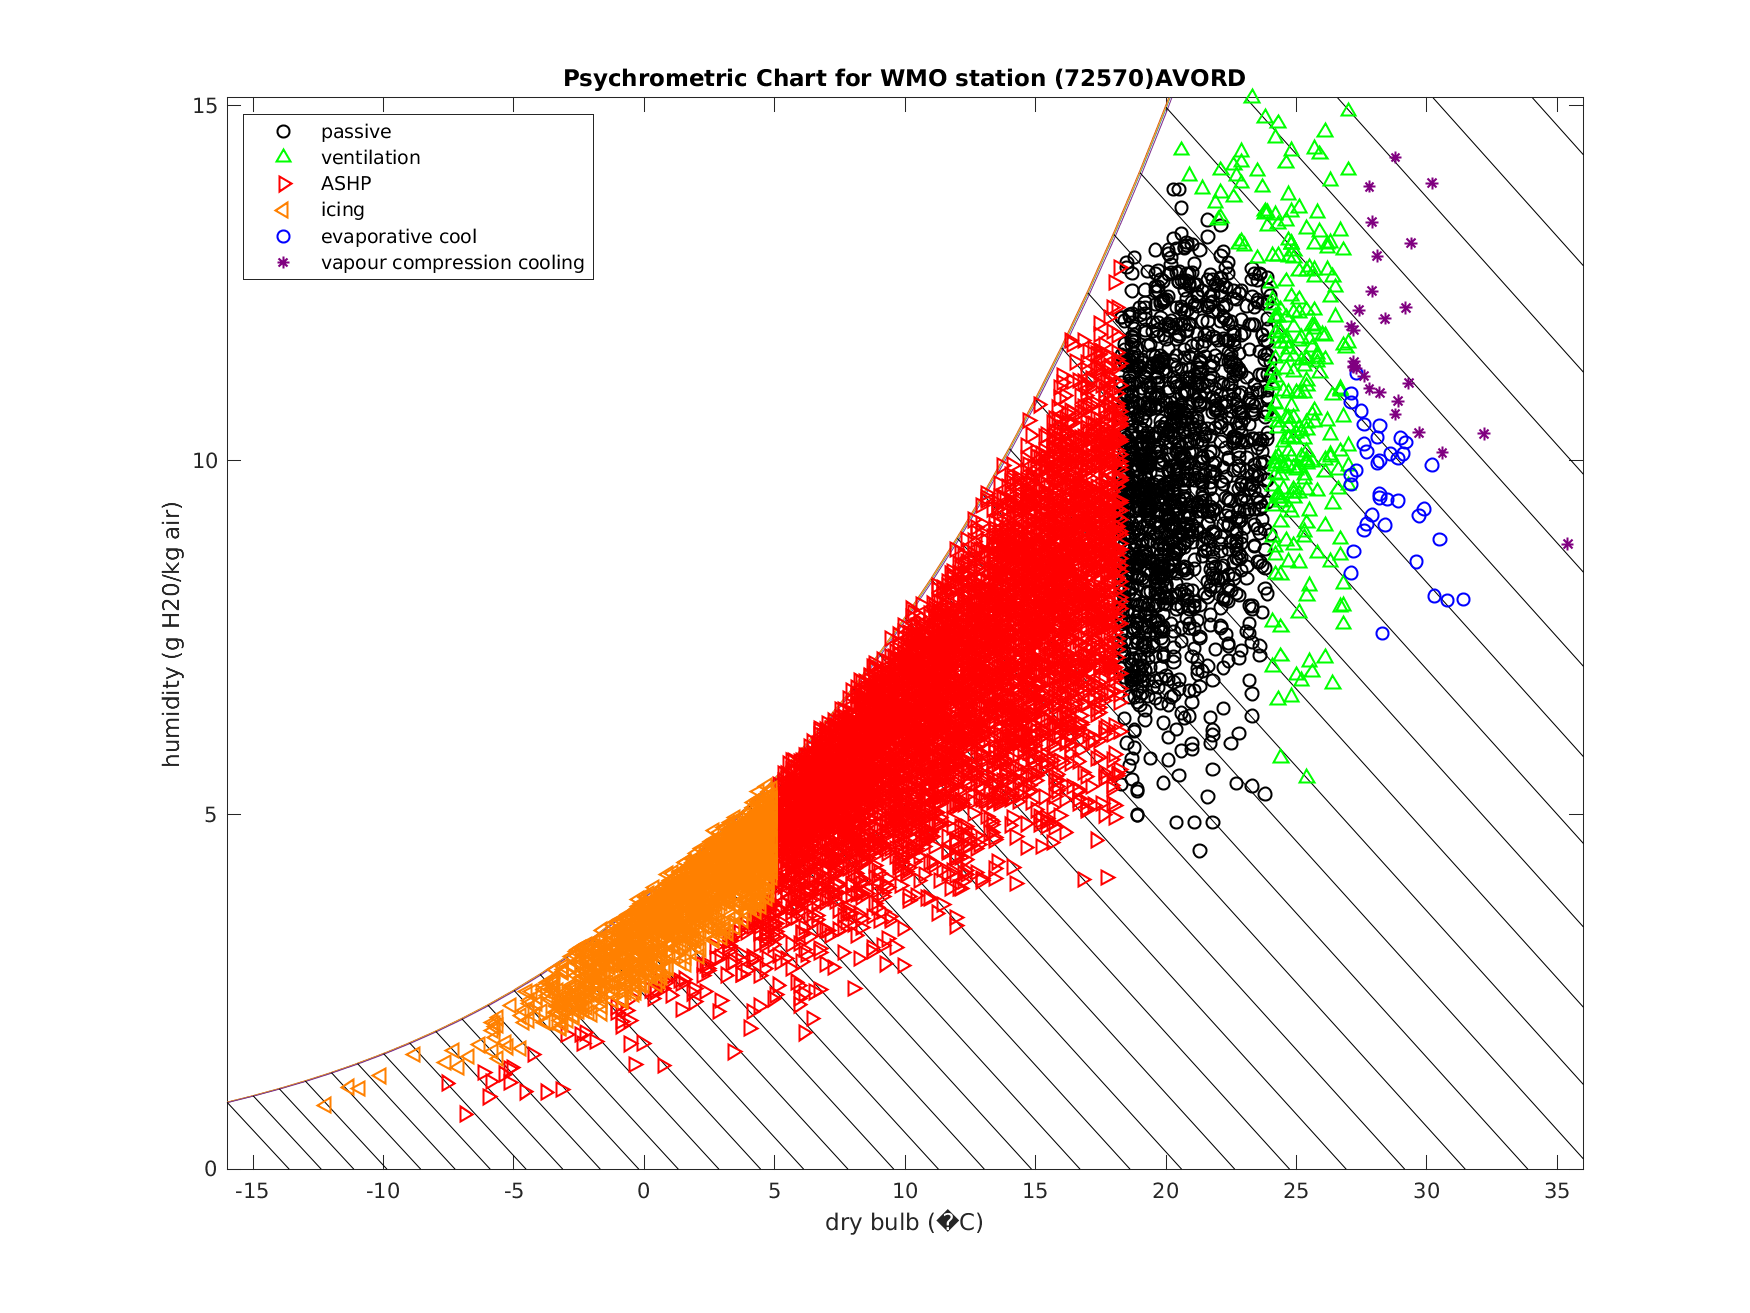 Psychrometric Chart for WMO station (72570)AVORD
passive
ventilation
ASHP
icing
evaporative cool
vapour compression cooling
humidity (g H20/kg air)
15
10
5
0
-15
-10
-5
0
5
10
15
20
25
30
35
dry bulb (�C)